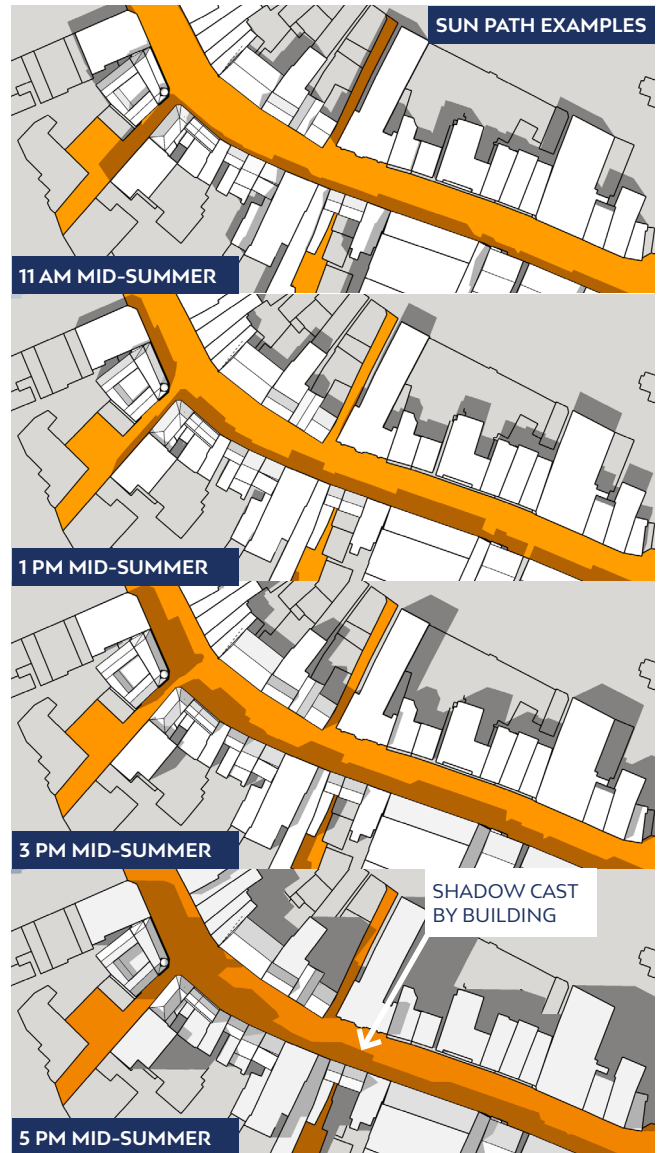 SUN PATH EXAMPLES
11 AM MID-SUMMER
1 PM MID-SUMMER
3 PM MID-SUMMER
SHADOW CAST
BY BUILDING
5 PM MID-SUMMER